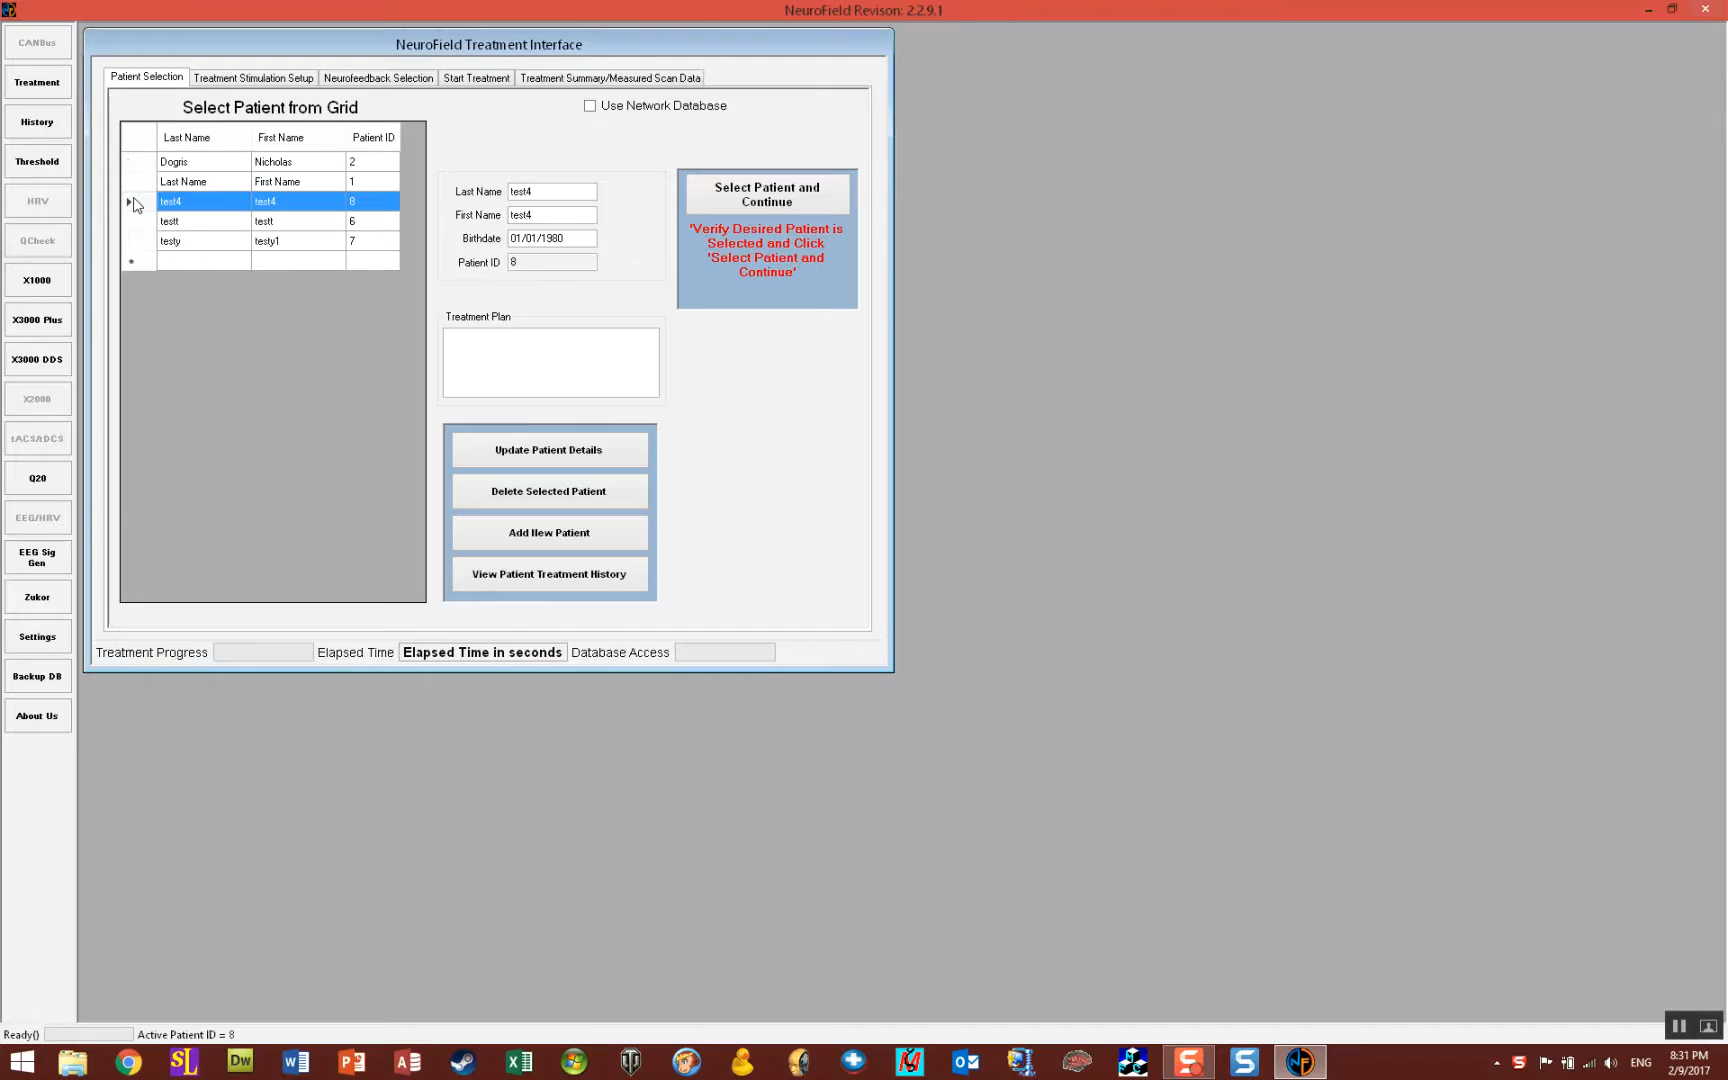 NeuroField Revison: 2.2.9.1
CANBus
Treatment
History
Threshold
HRV
QCheck
X1000
X3000 Plus
X3000 DDS
X2000
tACS/tDCS
Q20
EEG/HRV
EEG Sig
Gen
Zukor
Settings
Backup DB
About Us
NeuroField Treatment Interface
Patient Selection Treatment Stimulation Setup Neurofeedback Selection Start Treatment Treatment Summary/Measured Scan Data
Select Patient from Grid
Use Network Database
Last Name First Name Patient ID
Dogris Nicholas 2
Last Name First Name 1
test4 test4 8
testt testt 6
testy testy1 7
*
Last Name test4
First Name test4
Birthdate 01/01/1980
Patient ID 8
Select Patient and
Continue
'Verify Desired Patient is
Selected and Click
'Select Patient and
Continue'
Treatment Plan
Update Patient Details
Delete Selected Patient
Add New Patient
View Patient Treatment History
Treatment Progress Elapsed Time Elapsed Time in seconds Database Access
Ready() Active Patient ID = 8
SL Dw W P A X S S NF
ENG
8:31 PM
2/9/2017